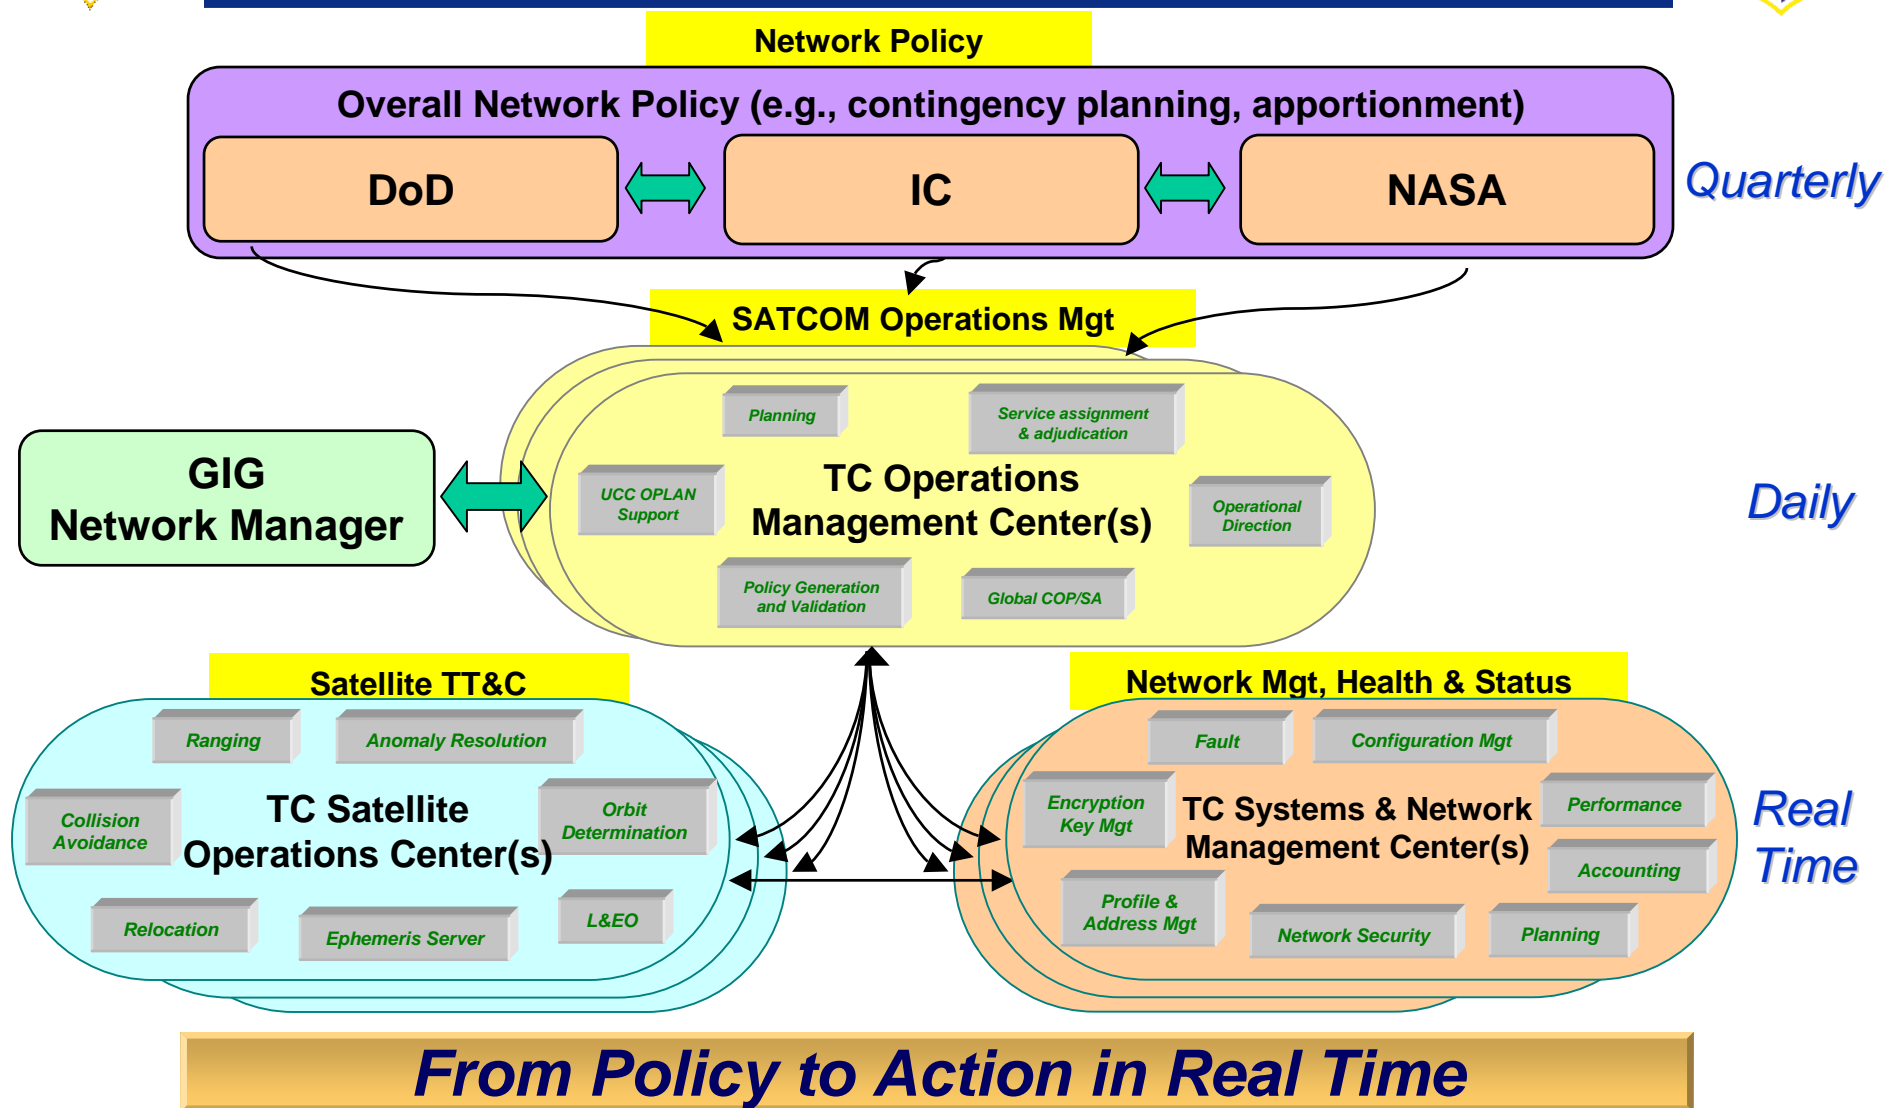 Network Policy
Overall Network Policy (e.g., contingency planning, apportionment)
DoD
IC
NASA
Quarterly
SATCOM Operations Mgt
Planning
Service assignment
& adjudication
GIG
Network Manager
UCC OPLAN
Support
TC Operations
Management Center(s)
Operational
Direction
Daily
Policy Generation
and Validation
Global COP/SA
Satellite TT&C
Ranging
Anomaly Resolution
Collision
Avoidance
TC Satellite
Operations Center(s)
Orbit
Determination
Relocation
Ephemeris Server
L&EO
Network Mgt, Health & Status
Fault
Configuration Mgt
Encryption
Key Mgt
TC Systems & Network
Management Center(s)
Performance
Accounting
Profile &
Address Mgt
Network Security
Planning
Real
Time
From Policy to Action in Real Time